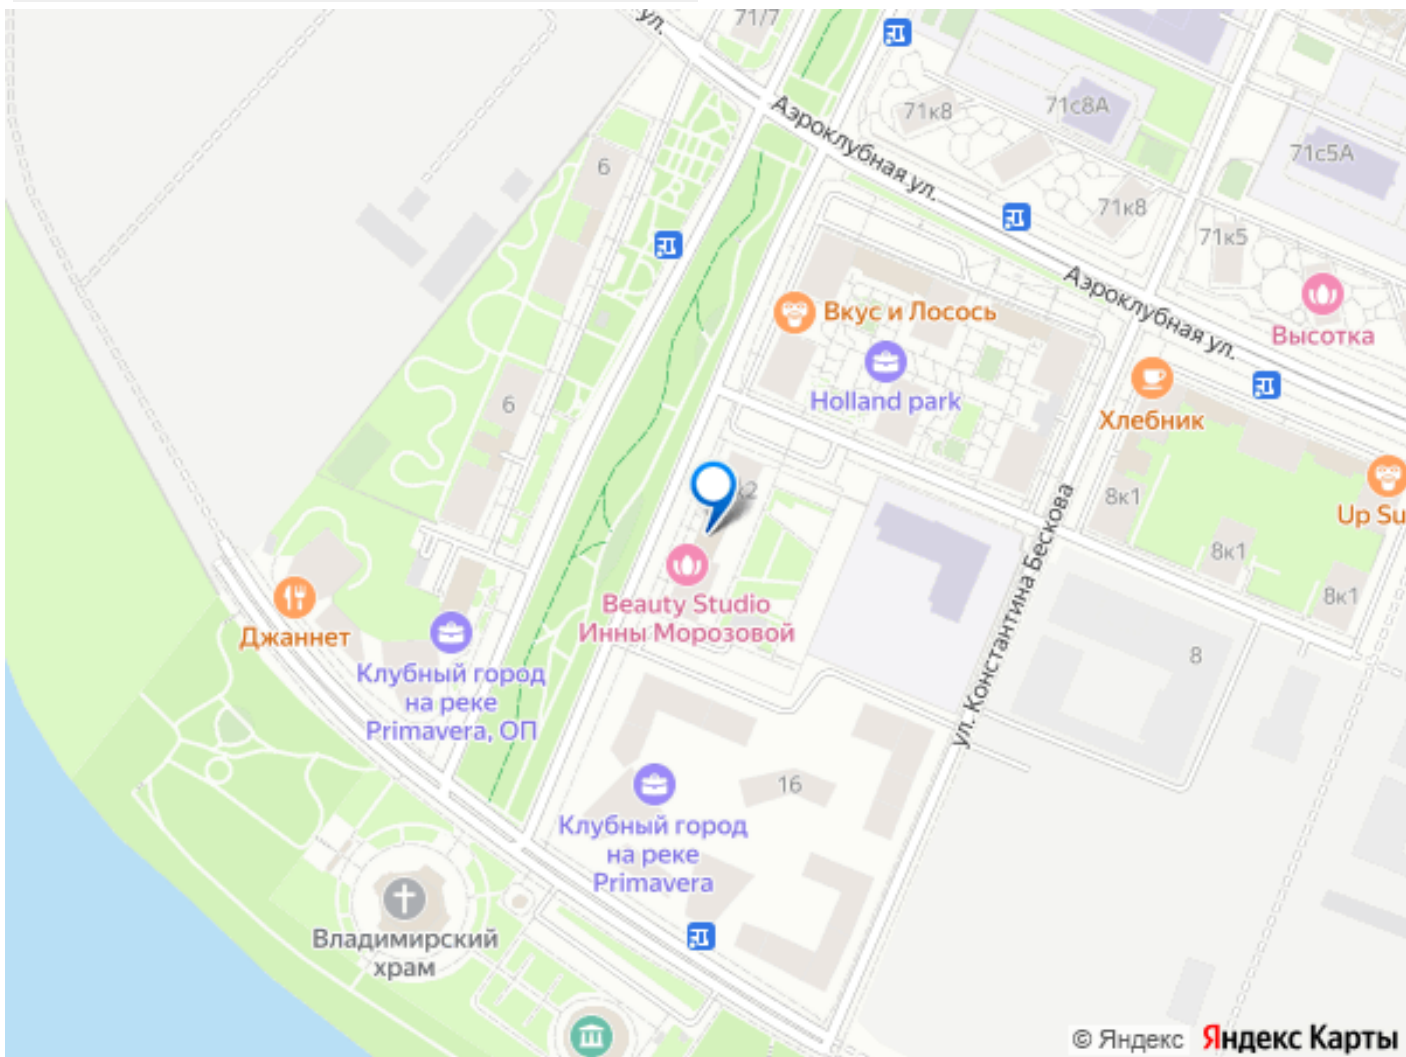 ул.
71/7
Аэроклубная ул.
71к8
71с8А
71с5А
71к8
71к5
6
Высотка
Вкус и Лосось
Аэроклубная ул.
Holland park
Хлебник
6
8к1
Up Su
8к1
8к1
ул. Константина Бескова
Beauty Studio
Инны Морозовой
Джаннет
8
Клубный город
на реке
Primavera, ОП
16
Клубный город
на реке
Primavera
Владимирский
храм
© Яндекс Яндекс Карты